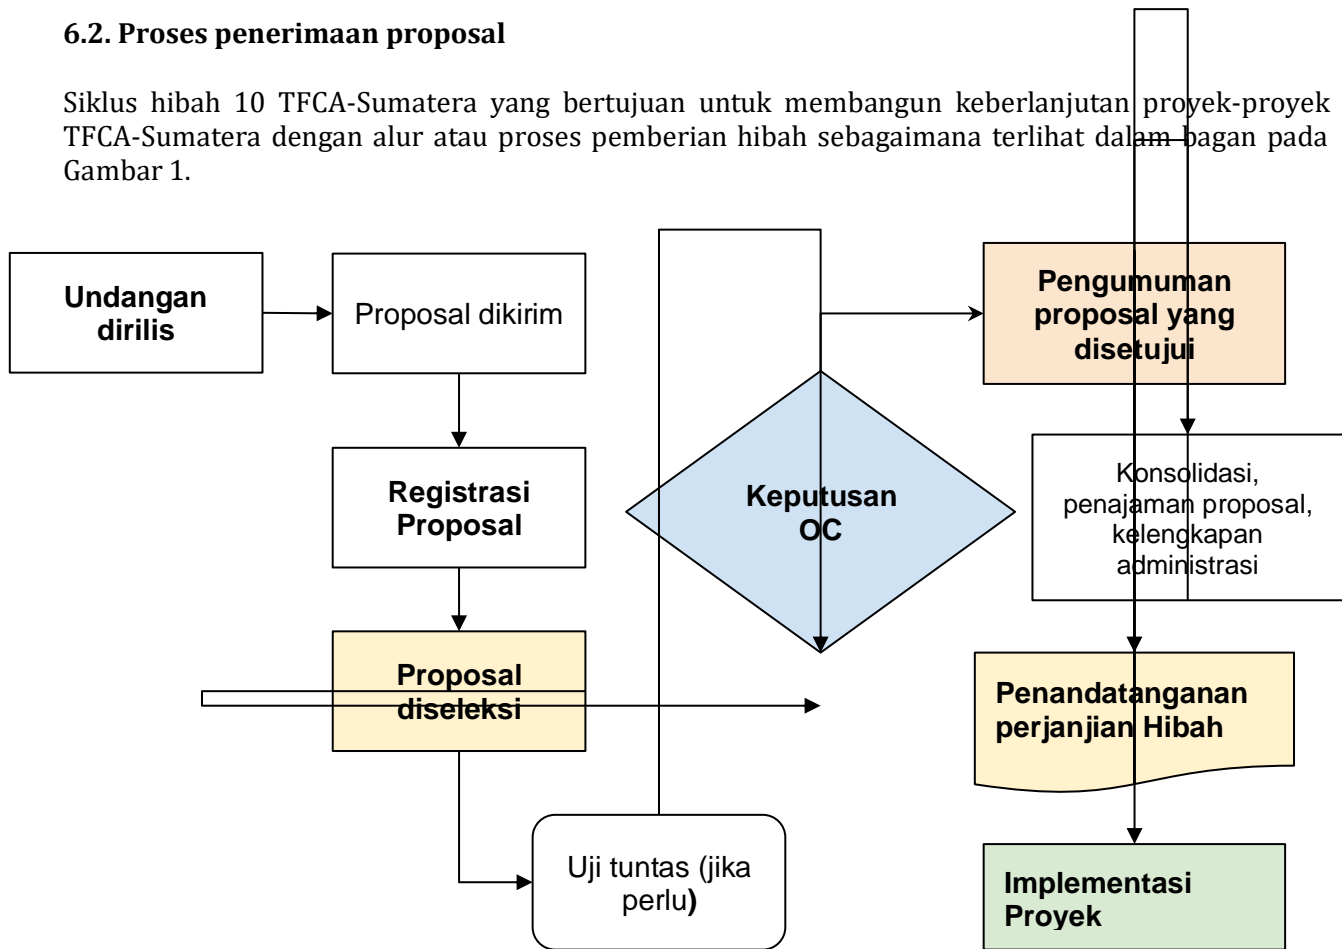 6.2. Proses penerimaan proposal
Siklus hibah 10 TFCA-Sumatera yang bertujuan untuk membangun keberlanjutan proyek-proyek
TFCA-Sumatera dengan alur atau proses pemberian hibah sebagaimana terlihat dalam bagan pada
Gambar 1.
Undangan
dirilis
Proposal dikirim
Registrasi
Proposal
Proposal
diseleksi
Uji tuntas (jika
perlu)
Keputusan
OC
Pengumuman
proposal yang
disetujui
Konsolidasi,
penajaman proposal,
kelengkapan
administrasi
Penandatanganan
perjanjian Hibah
Implementasi
Proyek